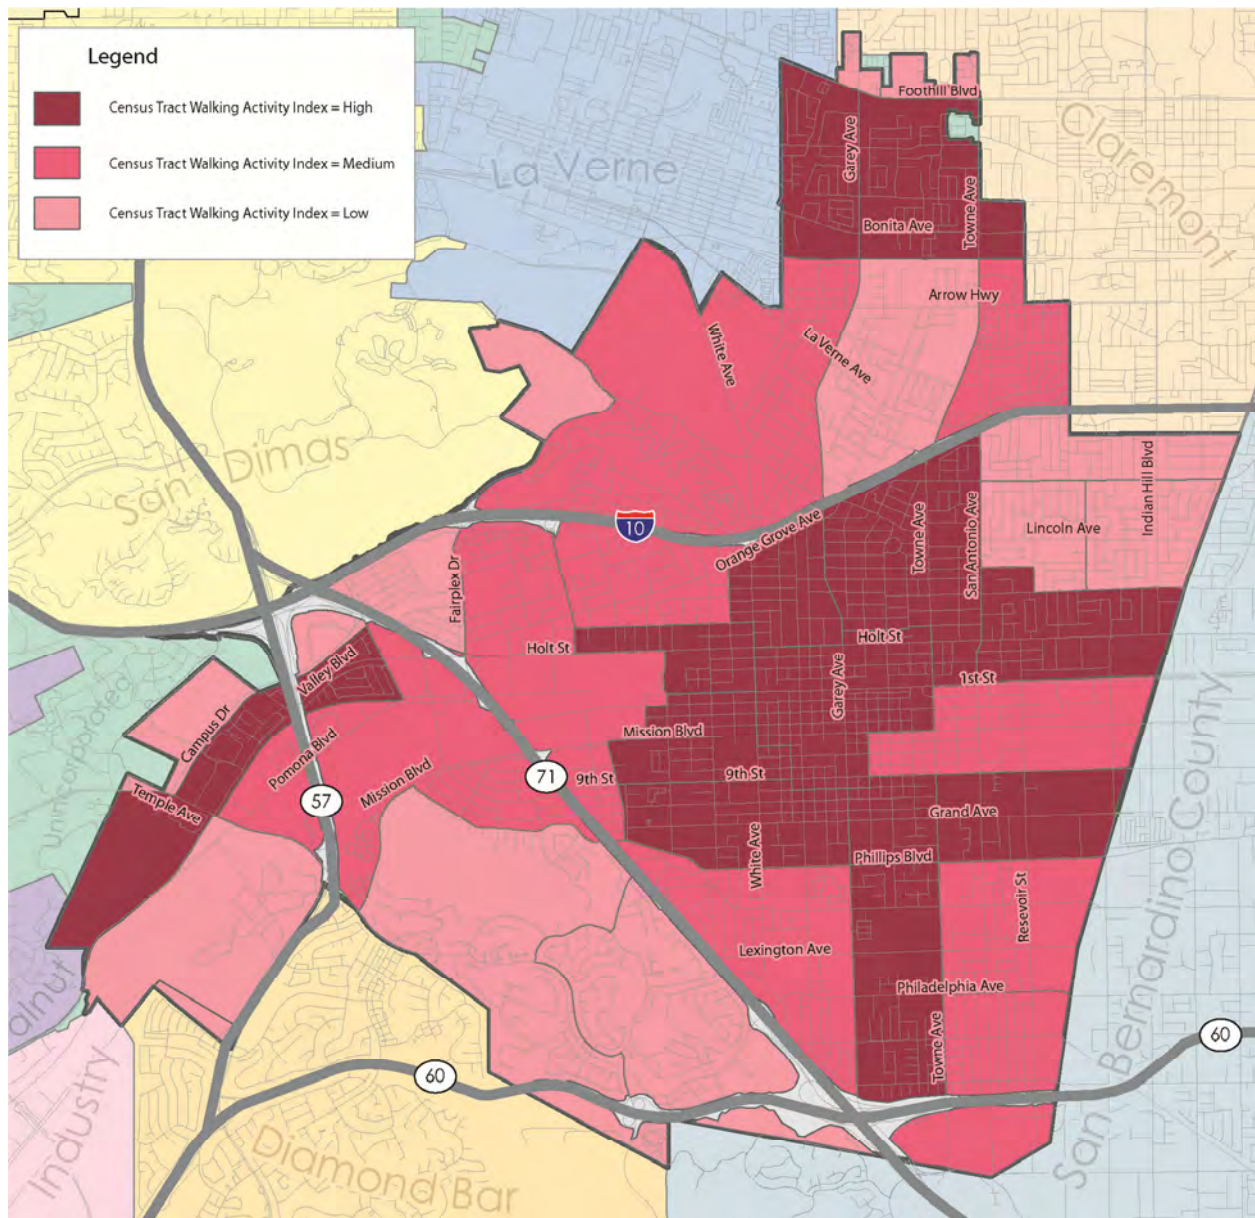 Legend
Census Tract Walking Activity Index = High
Census Tract Walking Activity Index = Medium
Census Tract Walking Activity Index = Low
Foothill Blvd
Garey Ave
La Verne
Claremont
Towne Ave
Bonita Ave
Arrow Hwy
White Ave
La Verne Ave
San Dimas
Indian Hill Blvd
10
Orange Grove Ave
Towne Ave
San Antonio Ave
Lincoln Ave
Fairplex Dr
Holt St
Holt St
Valley Blvd
Garey Ave
1st St
Unincorporated
Campus Dr
Pomona Blvd
Mission Blvd
Mission Blvd
71
9th St
9th St
57
Temple Ave
Grand Ave
San Bernardino County
White Ave
Phillips Blvd
Resevoir St
Lexington Ave
Philadelphia Ave
alnut
Towne Ave
60
60
Industry
Diamond Bar